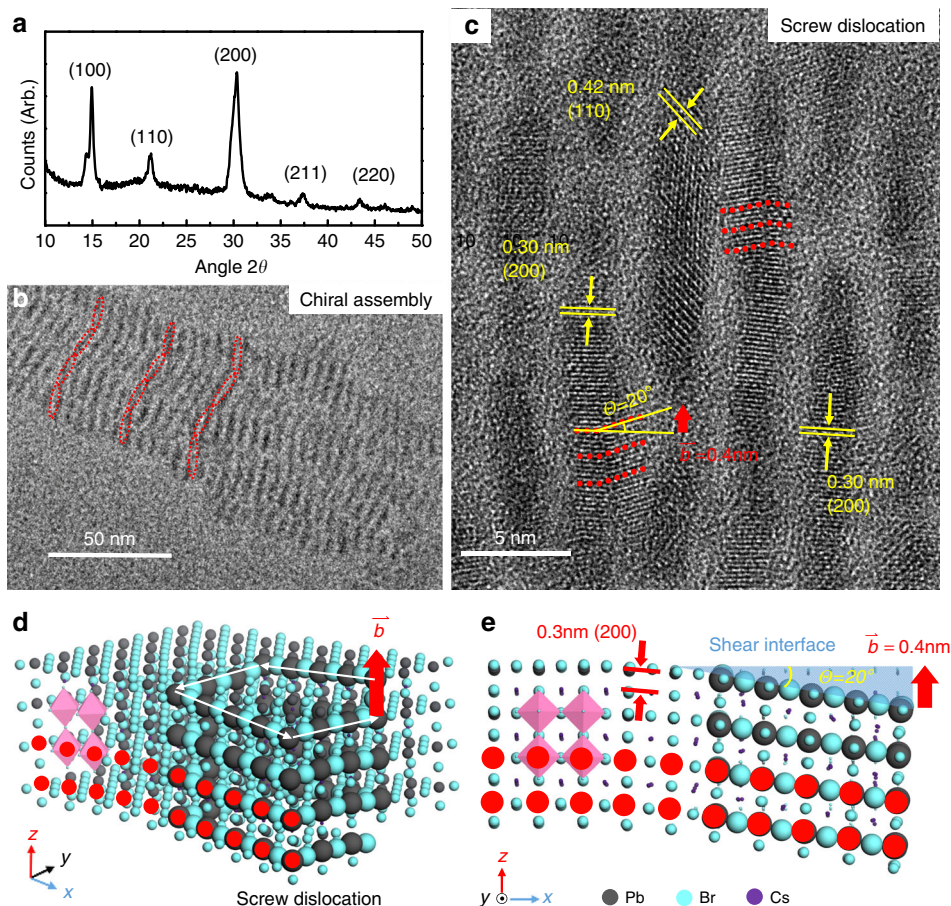 a
Counts (Arb.)
(100)
(110)
(200)
(211)
(220)
10 15 20 25 30 35 40 45 50
Angle 2θ
b
Chiral assembly
50 nm
c
Screw dislocation
0.42 nm
(110)
0.30 nm
(200)
Θ=20°
b=0.4nm
0.30 nm
(200)
5 nm
d
b
z
y
x
Screw dislocation
e
0.3nm (200)
Shear interface
b=0.4nm
Θ=20°
z
y
x
Pb
Br
Cs